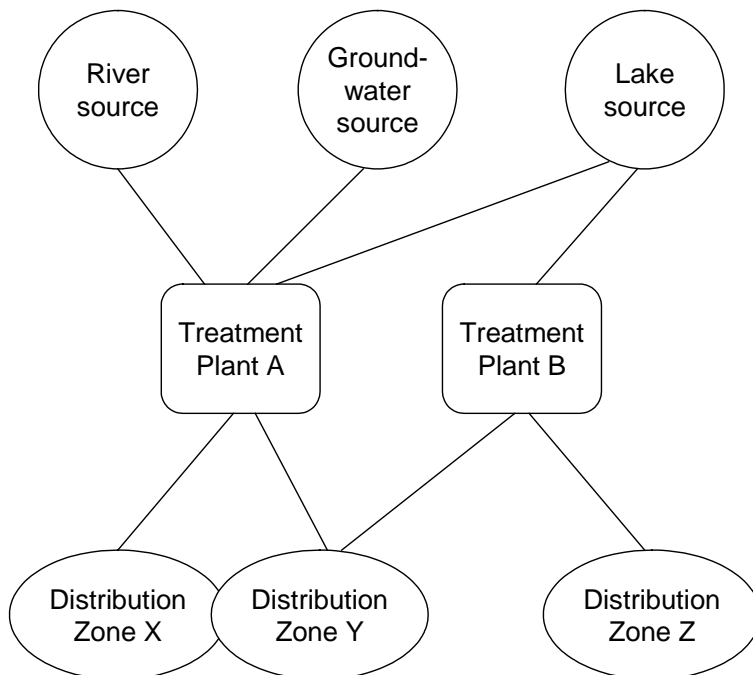 River
source
Ground-
water
source
Lake
source
Treatment
Plant A
Treatment
Plant B
Distribution
Zone X
Distribution
Zone Y
Distribution
Zone Z